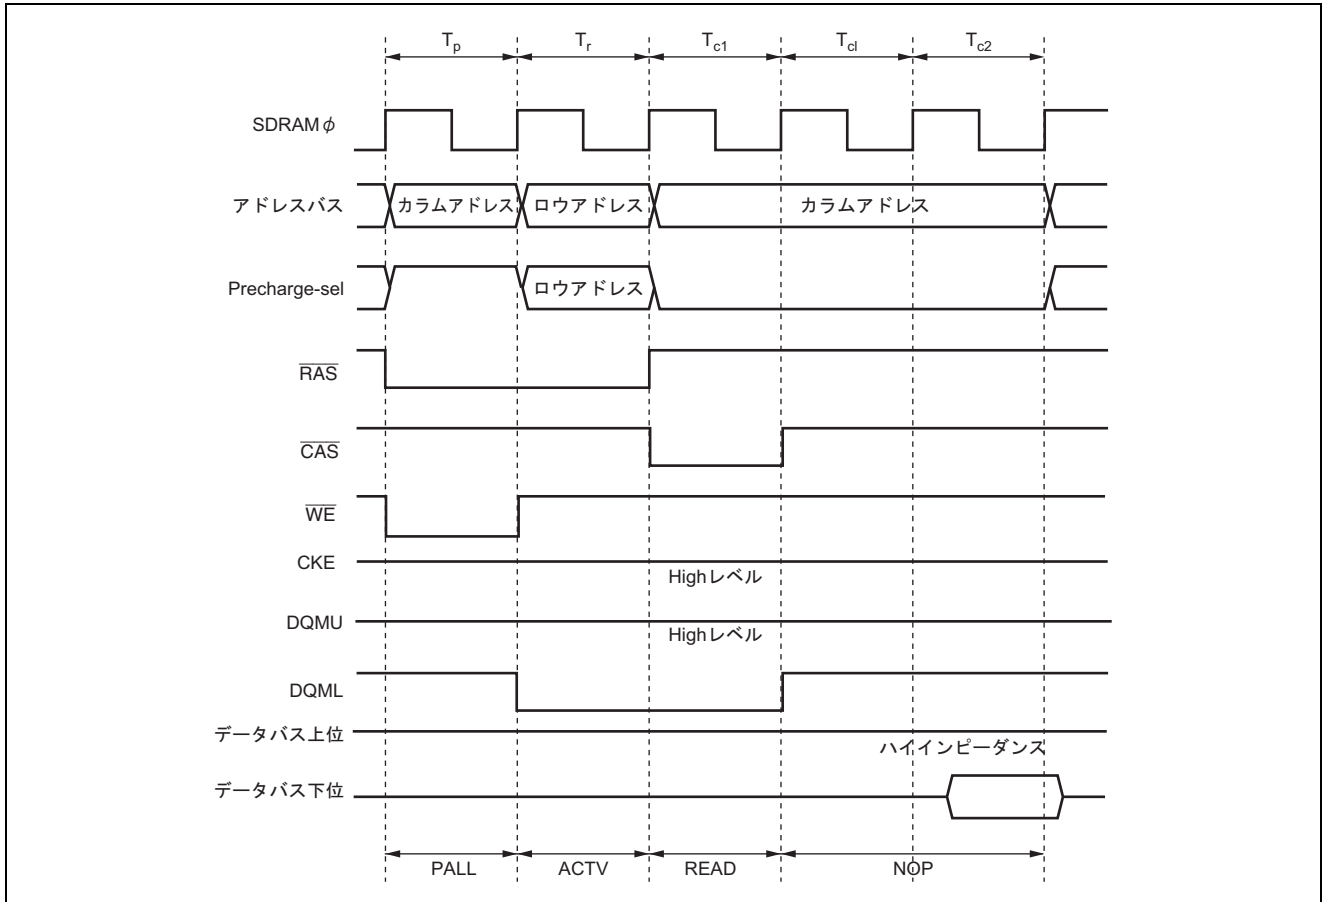 Tp Tr Tc1 Tcl Tc2
SDRAMφ
アドレスバス カラムアドレス ロウアドレス カラムアドレス
Precharge-sel ロウアドレス
RAS
CAS
WE
CKE
Highレベル
DQMU
Highレベル
DQML
データバス上位
ハイインピーダンス
データバス下位
PALL ACTV READ NOP